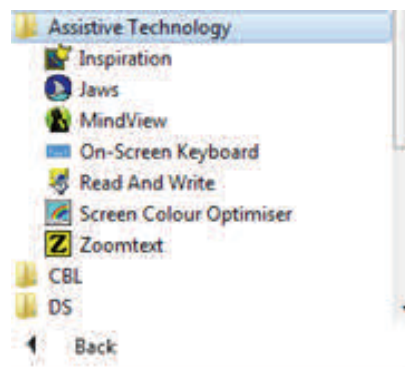 Assistive Technology
Inspiration
Jaws
MindView
On-Screen Keyboard
Read And Write
Screen Colour Optimiser
Zoomtext
CBL
DS
Back